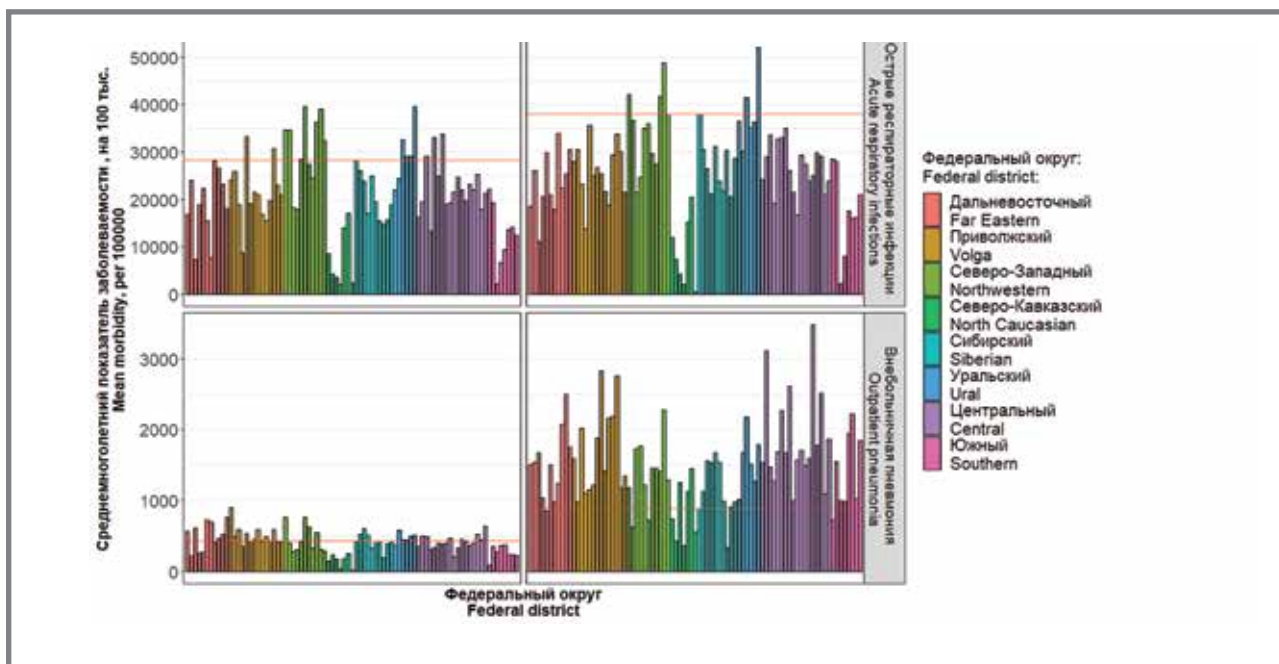 Среднемноголетний показатель заболеваемости , на 100 тыс.
Mean morbidity, per 100000
50000
40000
30000
20000
10000
0
3000
2000
1000
0
Острые респираторные инфекции
Acute respiratory infections
Внебольничная пневмония
Outpatient pneumonia
Федеральный округ
Federal district
Федеральный округ:
Federal district:
Дальневосточный
Far Eastern
Приволжский
Volga
Северо-Западный
Northwestern
Северо-Кавказский
North Caucasian
Сибирский
Siberian
Уральский
Ural
Центральный
Central
Южный
Southern